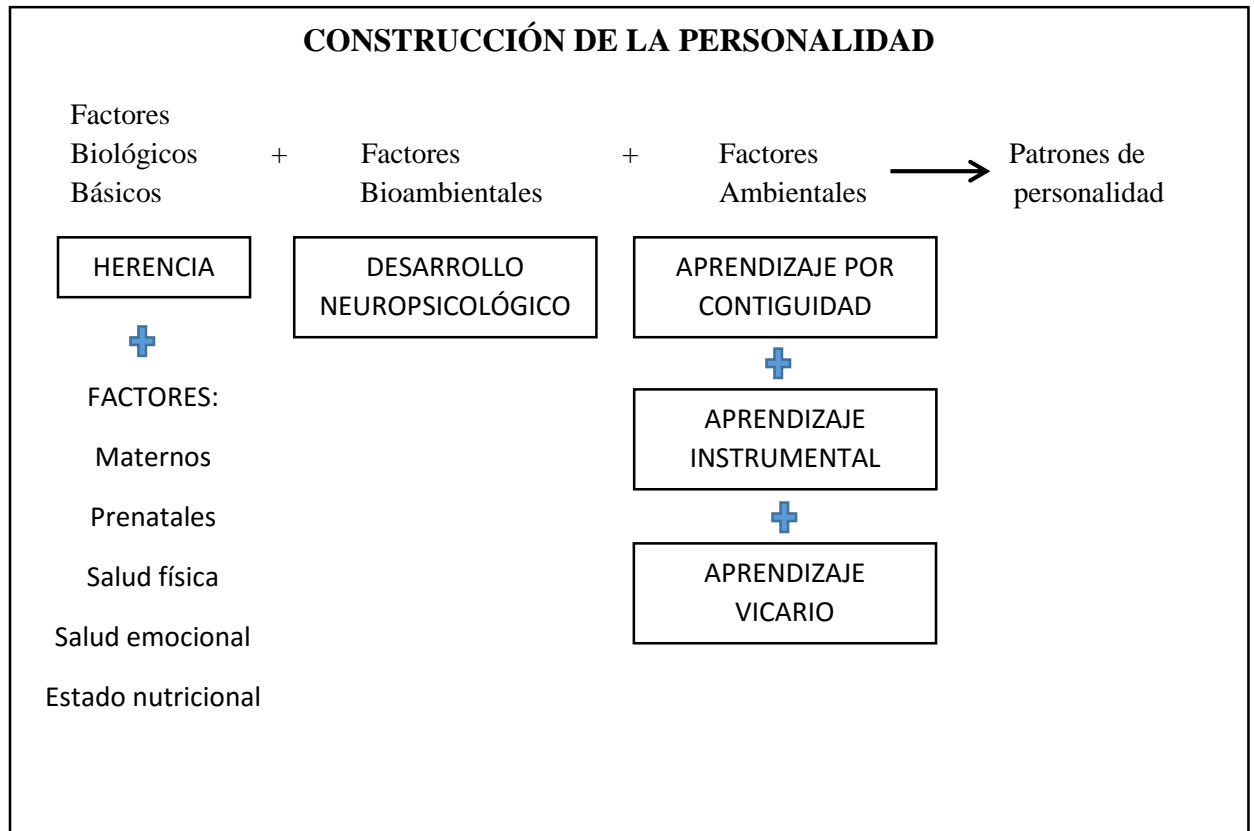 CONSTRUCCIÓN DE LA PERSONALIDAD
Factores
Biológicos + Factores + Factores Patrones de
Básicos Bioambientales Ambientales personalidad
HERENCIA
FACTORES:
Maternos
Prenatales
Salud física
Salud emocional
Estado nutricional
DESARROLLO
NEUROPSICOLÓGICO
APRENDIZAJE POR
CONTIGUIDAD
APRENDIZAJE
INSTRUMENTAL
APRENDIZAJE
VICARIO